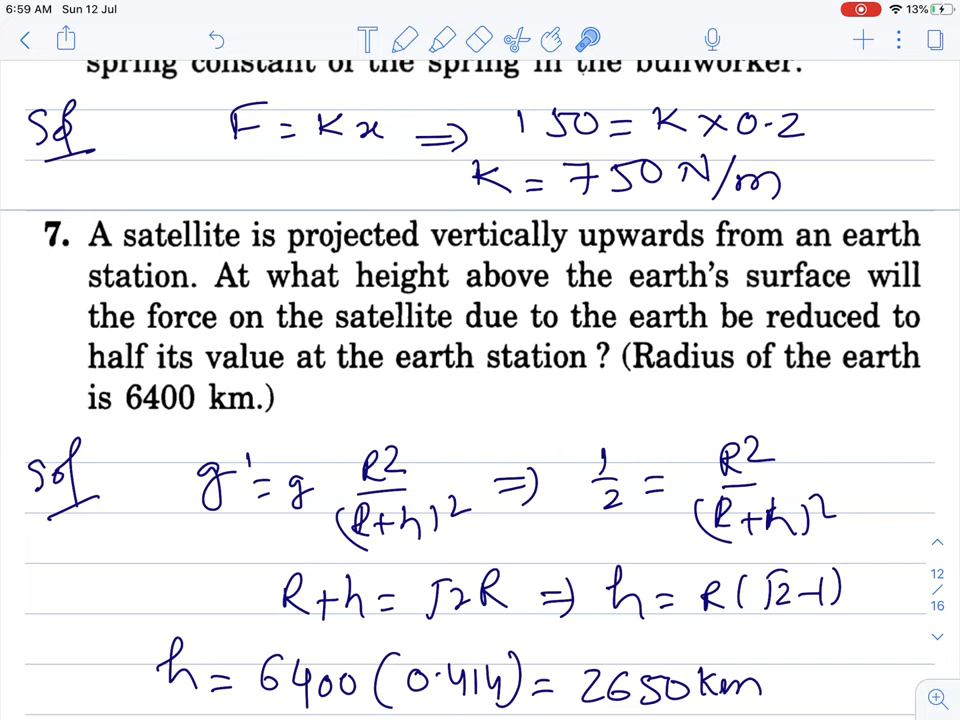 6:59 AM Sun 12 Jul 13%
spring constant of the spring in the bullworker.
Sol F = Kx ⇒ 150 = K × 0.2
K = 750 N/m
7. A satellite is projected vertically upwards from an earth
station. At what height above the earth's surface will
the force on the satellite due to the earth be reduced to
half its value at the earth station ? (Radius of the earth
is 6400 km.)
Sol g' = g R²/(R+h)² ⇒ 1/2 = R²/(R+h)²
R+h = √2R ⇒ h = R(√2-1)
h = 6400 (0.414) = 2650 km
12 / 16